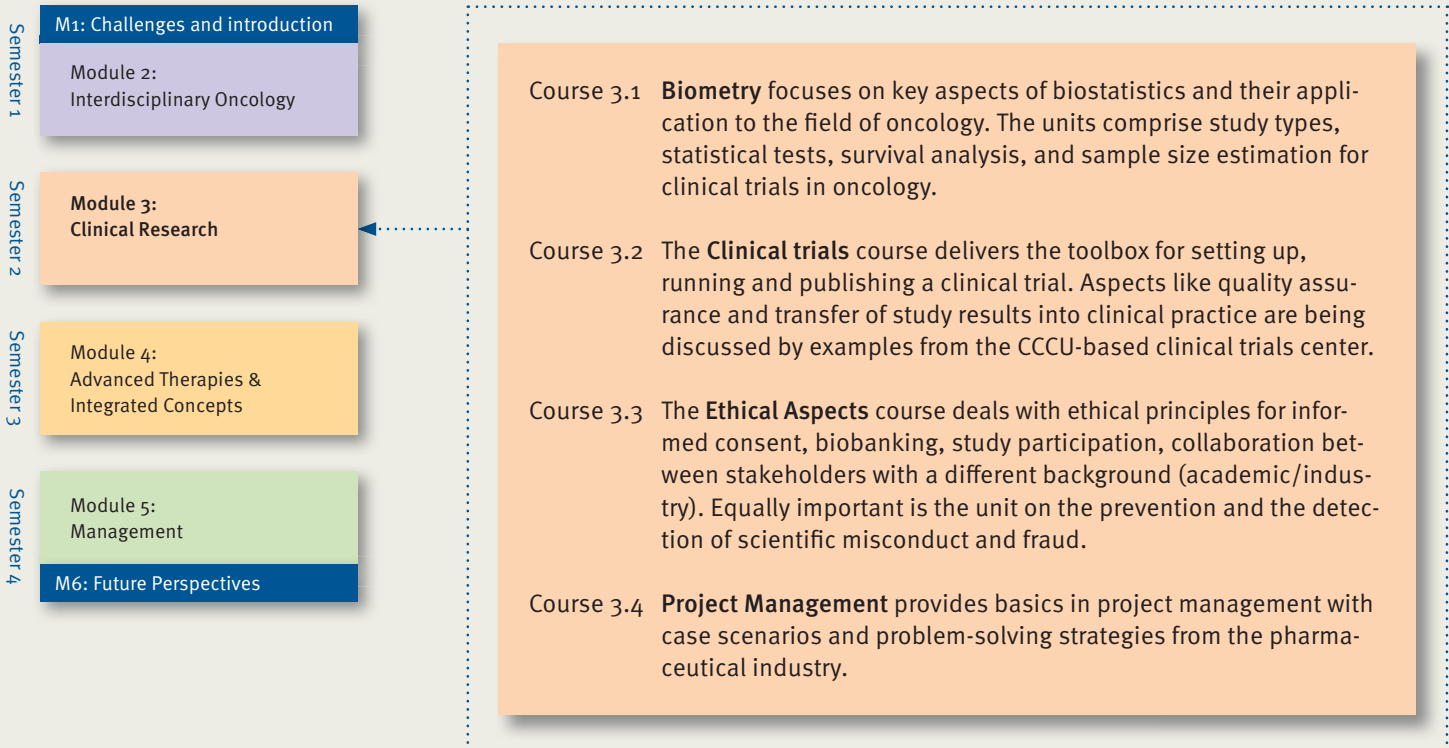 Semester 1
M1: Challenges and introduction
Module 2:
Interdisciplinary Oncology
Semester 2
Module 3:
Clinical Research
Semester 3
Module 4:
Advanced Therapies &
Integrated Concepts
Semester 4
Module 5:
Management
M6: Future Perspectives
Course 3.1 Biometry focuses on key aspects of biostatistics and their appli-
cation to the field of oncology. The units comprise study types,
statistical tests, survival analysis, and sample size estimation for
clinical trials in oncology.
Course 3.2 The Clinical trials course delivers the toolbox for setting up,
running and publishing a clinical trial. Aspects like quality assu-
rance and transfer of study results into clinical practice are being
discussed by examples from the CCCU-based clinical trials center.
Course 3.3 The Ethical Aspects course deals with ethical principles for infor-
med consent, biobanking, study participation, collaboration bet-
ween stakeholders with a different background (academic/indus-
try). Equally important is the unit on the prevention and the detec-
tion of scientific misconduct and fraud.
Course 3.4 Project Management provides basics in project management with
case scenarios and problem-solving strategies from the pharma-
ceutical industry.